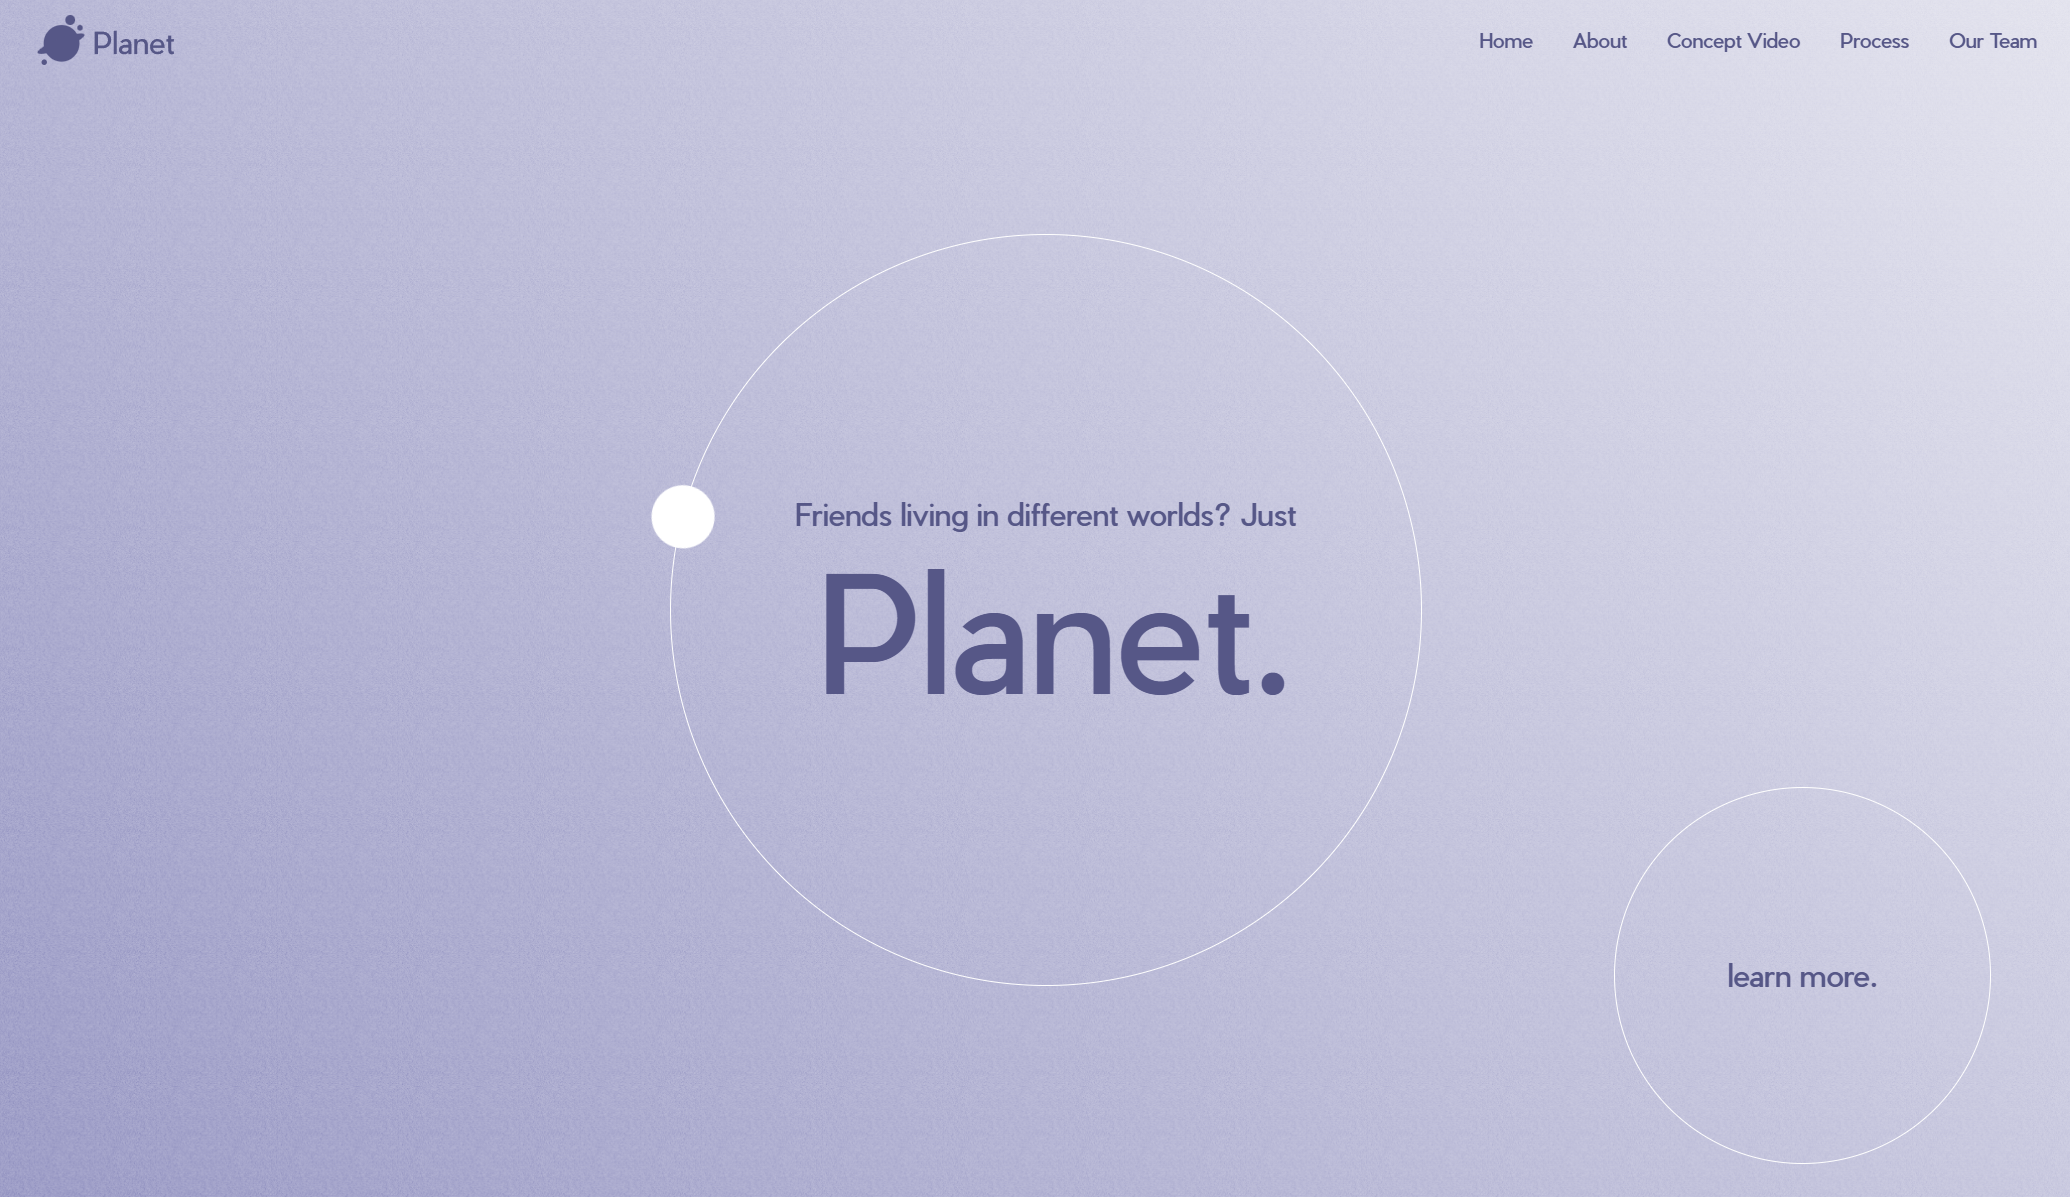 Planet
Home About Concept Video Process Our Team
Friends living in different worlds? Just
Planet.
learn more.